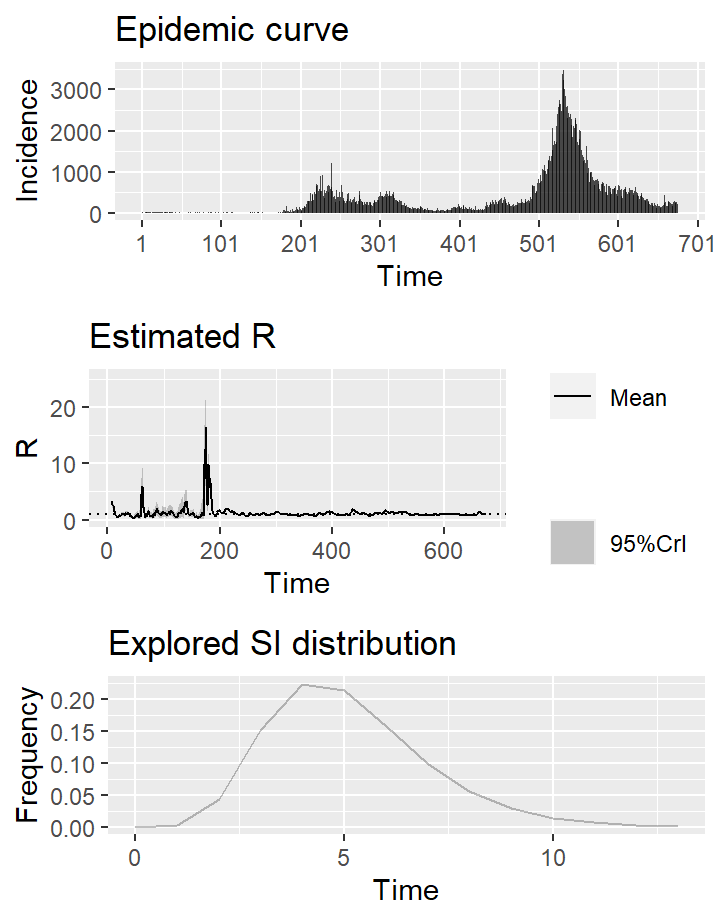 Epidemic curve
3000
2000
1000
0
Incidence
1 101 201 301 401 501 601 701
Time
Estimated R
20
10
0
R
0 200 400 600
Time
Mean
95%CrI
Explored SI distribution
0.20
0.15
0.10
0.05
0.00
Frequency
0 5 10
Time